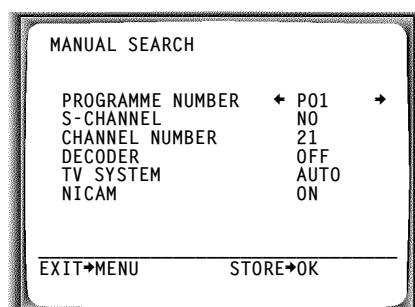 MANUAL SEARCH
PROGRAMME NUMBER ← PO1 →
S-CHANNEL NO
CHANNEL NUMBER 21
DECODER OFF
TV SYSTEM AUTO
NICAM ON
EXIT→MENU STORE→OK